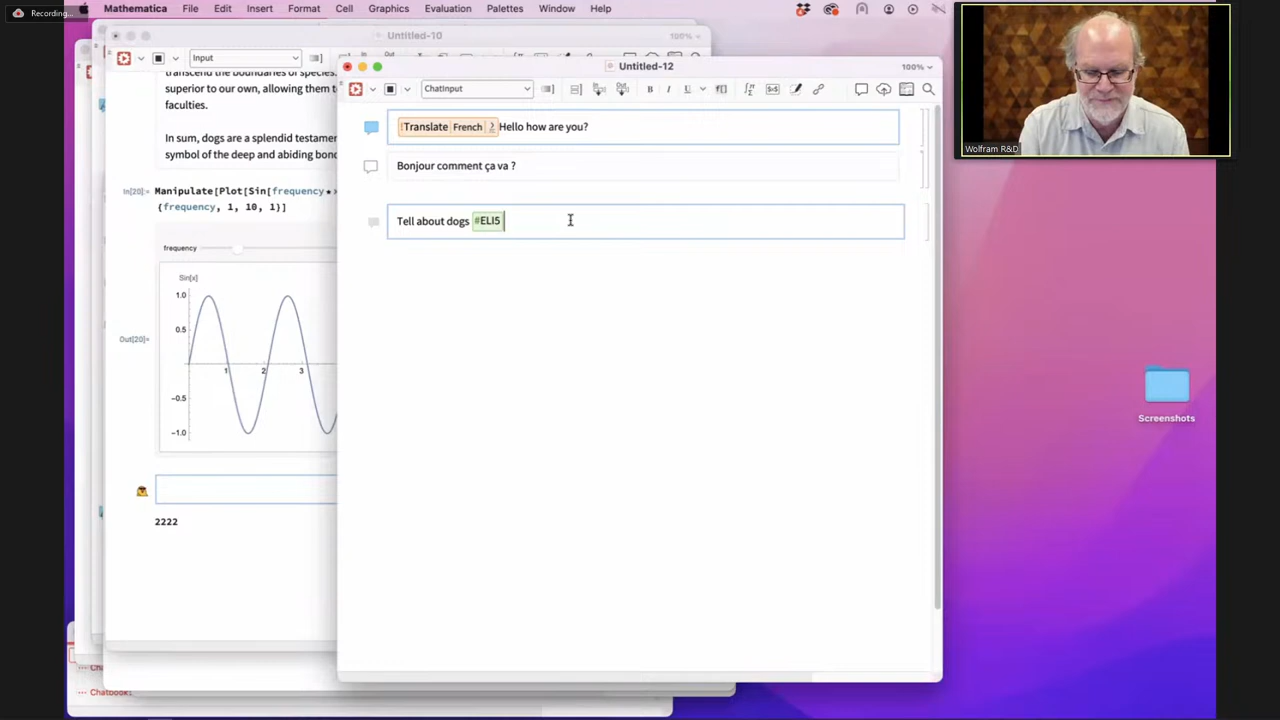 Recording...
Mathematica File Edit Insert Format Cell Graphics Evaluation Palettes Window Help
Untitled-10
100%
Input
transcend the boundaries of species.
superior to our own, allowing them t
faculties.
In sum, dogs are a splendid testamer
symbol of the deep and abiding bond
In[20]:= Manipulate[Plot[Sin[frequency
{frequency, 1, 10, 1}]
frequency
Sin[x]
1.0
0.5
Out[20]=
1 2 3
-0.5
-1.0
2222
Chatbook:
Untitled-12
100%
ChatInput
B I U
!Translate French Hello how are you?
Bonjour comment ça va ?
Tell about dogs #ELI5
Wolfram R&D
Screenshots